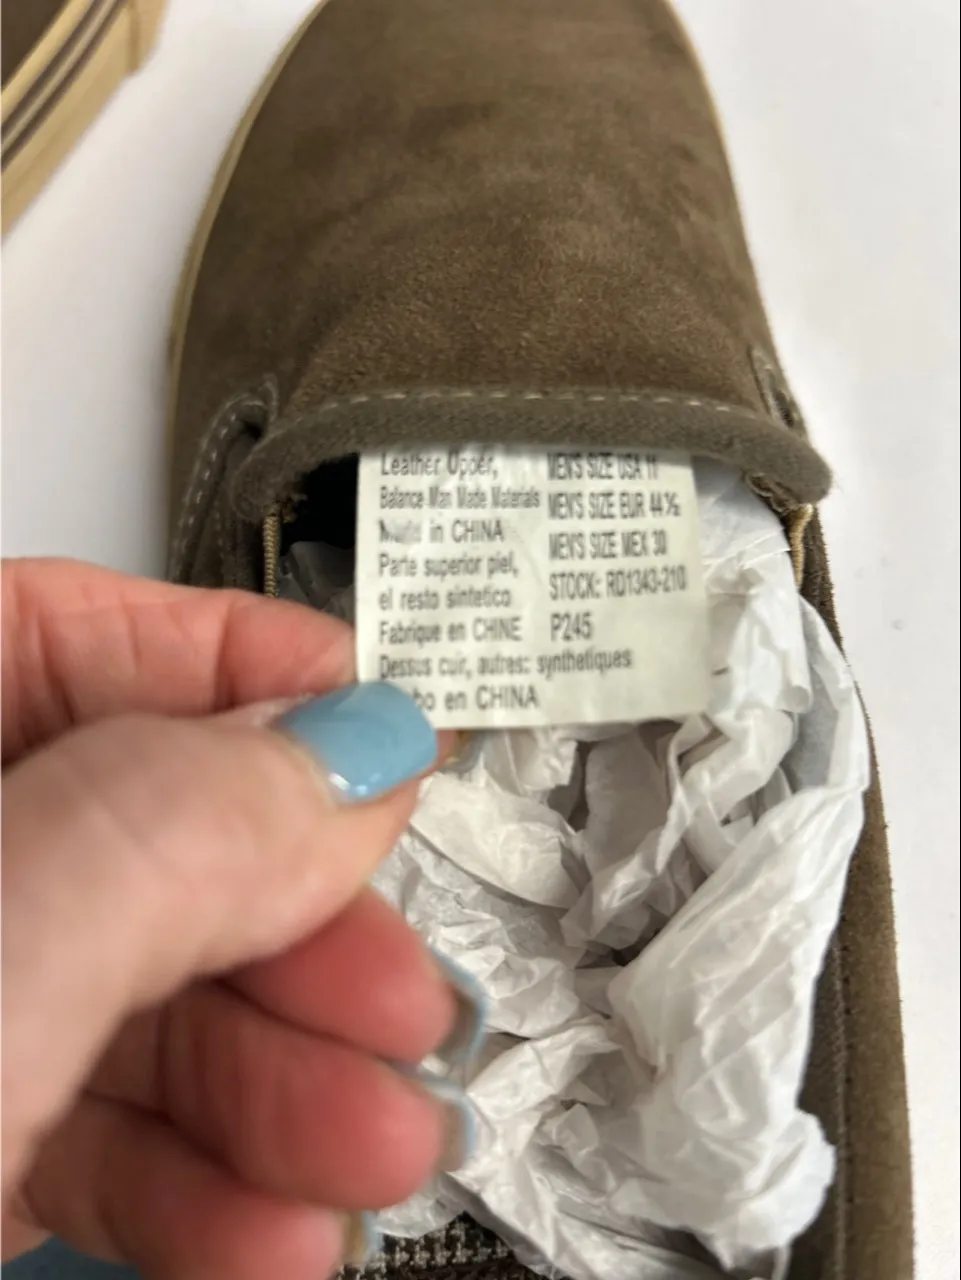 Leather Upper,
Balance Man Made Materials
Made in CHINA
Parte superior piel,
el resto sintetico
Fabrique en CHINE
Dessus cuir, autres: synthetiques
en CHINA
MEN'S SIZE USA 11
MEN'S SIZE EUR 44½
MEN'S SIZE MEX 30
STOCK: RD1343-210
P245